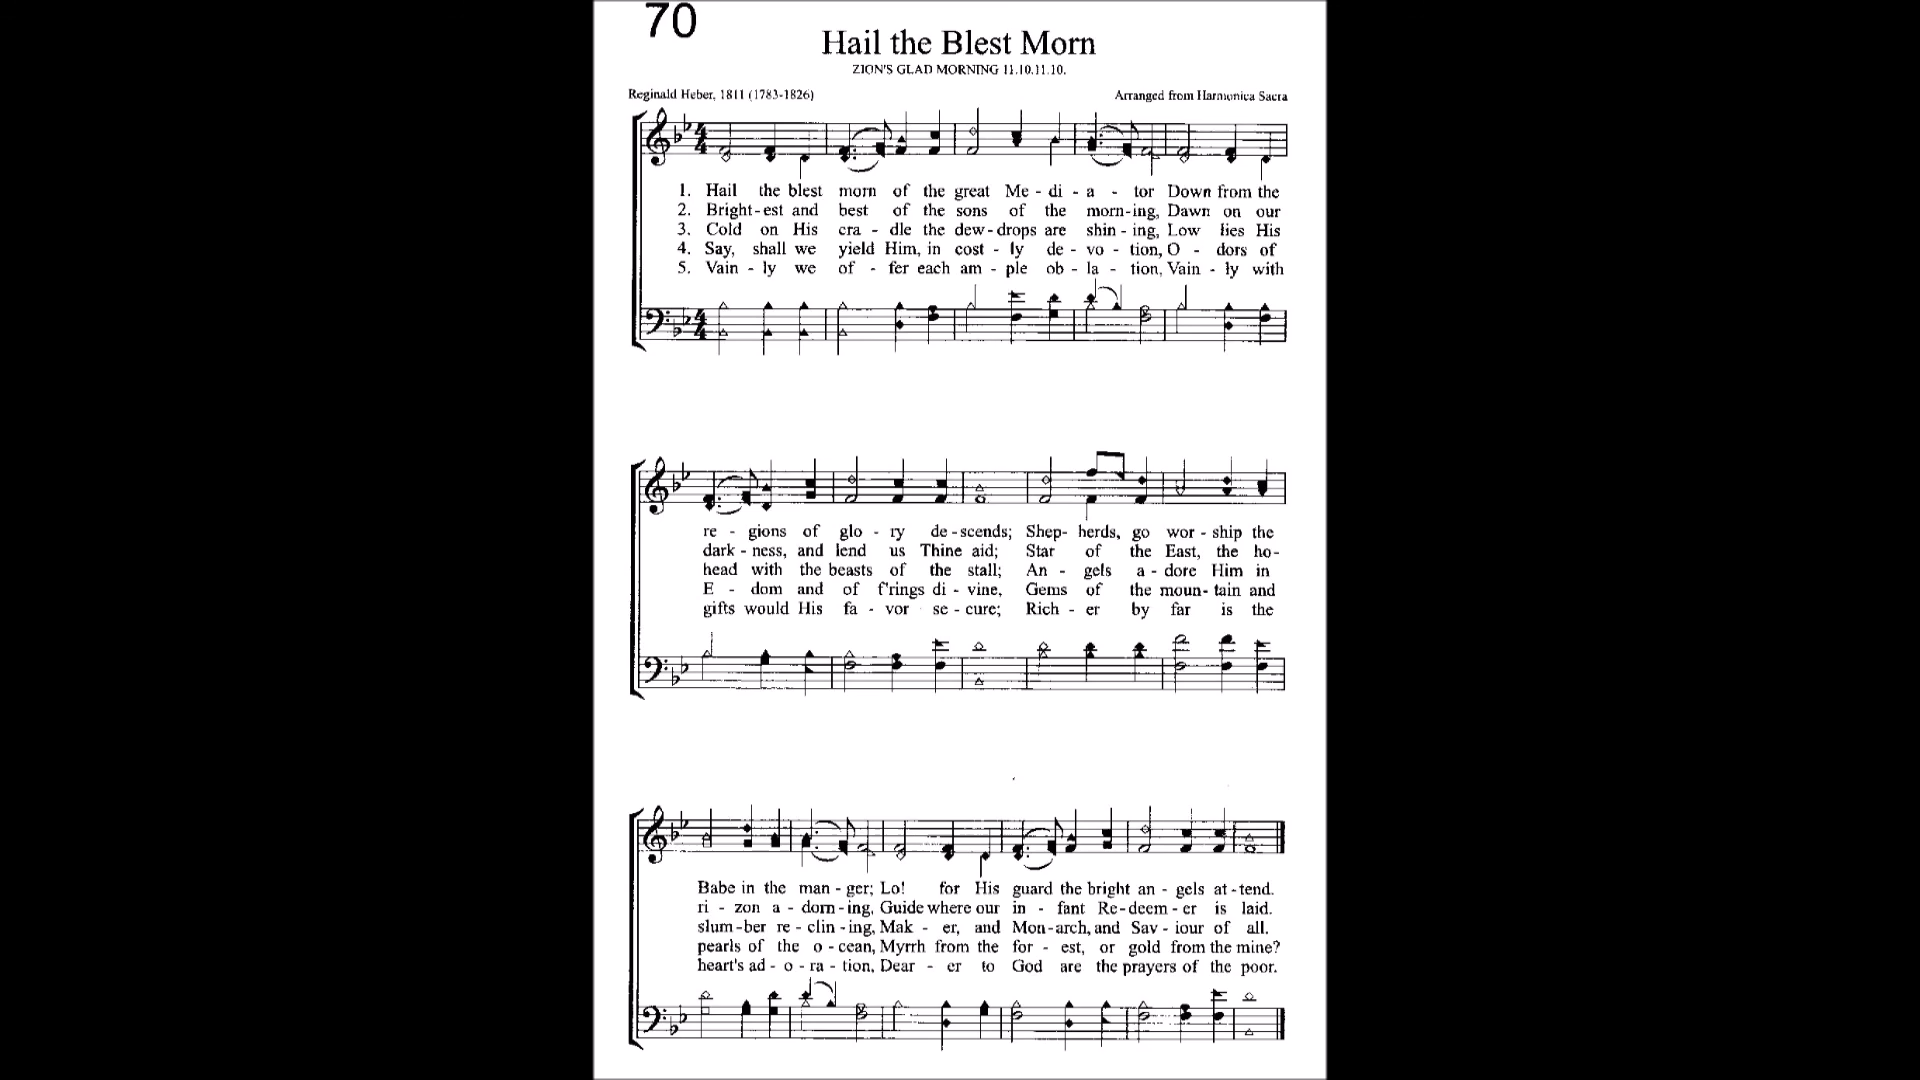 70
Hail the Blest Morn
ZION'S GLAD MORNING 11.10.11.10.
Reginald Heber, 1811 (1783-1826) Arranged from Harmonica Sacra
1. Hail the blest morn of the great Me - di - a - tor Down from the
2. Bright-est and best of the sons of the morn-ing, Dawn on our
3. Cold on His cra - dle the dew-drops are shin - ing, Low lies His
4. Say, shall we yield Him, in cost - ly de - vo - tion, O - dors of
5. Vain - ly we of - fer each am - ple ob - la - tion, Vain - ly with
re - gions of glo - ry de - scends; Shep- herds, go wor - ship the
dark - ness, and lend us Thine aid; Star of the East, the ho-
head with the beasts of the stall; An - gels a - dore Him in
E - dom and of f'rings di - vine, Gems of the moun- tain and
gifts would His fa - vor se - cure; Rich - er by far is the
Babe in the man - ger; Lo! for His guard the bright an - gels at - tend.
ri - zon a - dorn - ing, Guide where our in - fant Re-deem - er is laid.
slum-ber re - clin - ing, Mak - er, and Mon-arch, and Sav - iour of all.
pearls of the o - cean, Myrrh from the for - est, or gold from the mine?
heart's ad - o - ra - tion, Dear - er to God are the prayers of the poor.